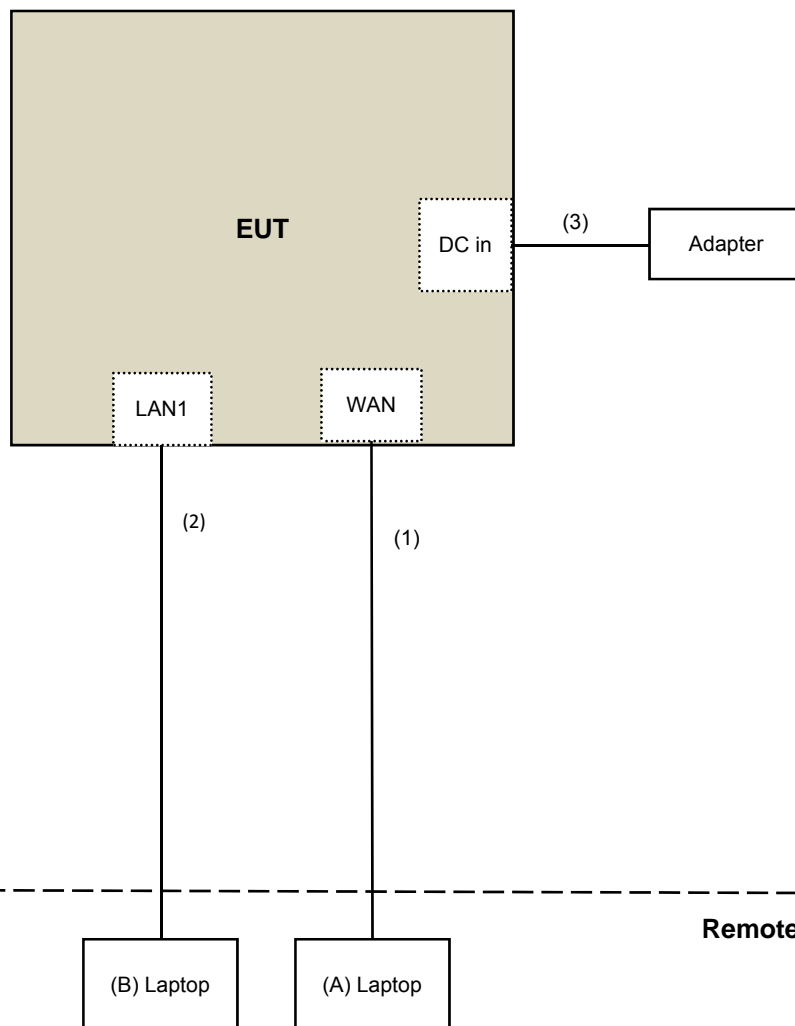 EUT
DC in
(3)
Adapter
LAN1
WAN
(2)
(1)
Remote
(B) Laptop
(A) Laptop